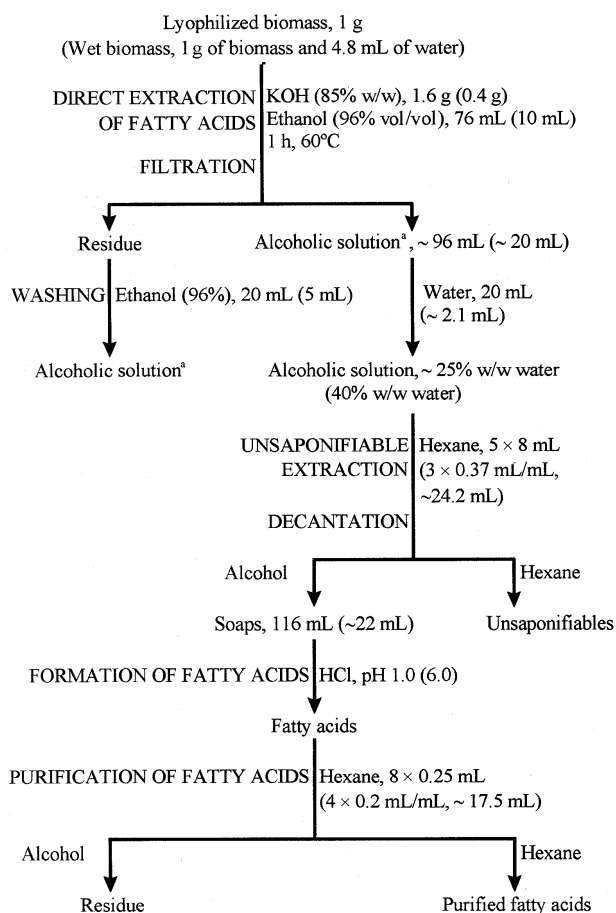 Lyophilized biomass, 1 g
(Wet biomass, 1g of biomass and 4.8 mL of water)
DIRECT EXTRACTION
OF FATTY ACIDS
KOH (85% w/w), 1.6 g (0.4 g)
Ethanol (96% vol/vol), 76 mL (10 mL)
1 h, 60ºC
FILTRATION
Residue
Alcoholic solutionª, ~ 96 mL (~ 20 mL)
WASHING
Ethanol (96%), 20 mL (5 mL)
Water, 20 mL
(~ 2.1 mL)
Alcoholic solutionª
Alcoholic solution, ~ 25% w/w water
(40% w/w water)
UNSAPONIFIABLE
EXTRACTION
Hexane, 5 × 8 mL
(3 × 0.37 mL/mL,
~24.2 mL)
DECANTATION
Alcohol
Hexane
Soaps, 116 mL (~22 mL)
Unsaponifiables
FORMATION OF FATTY ACIDS
HCl, pH 1.0 (6.0)
Fatty acids
PURIFICATION OF FATTY ACIDS
Hexane, 8 × 0.25 mL
(4 × 0.2 mL/mL, ~ 17.5 mL)
Alcohol
Hexane
Residue
Purified fatty acids